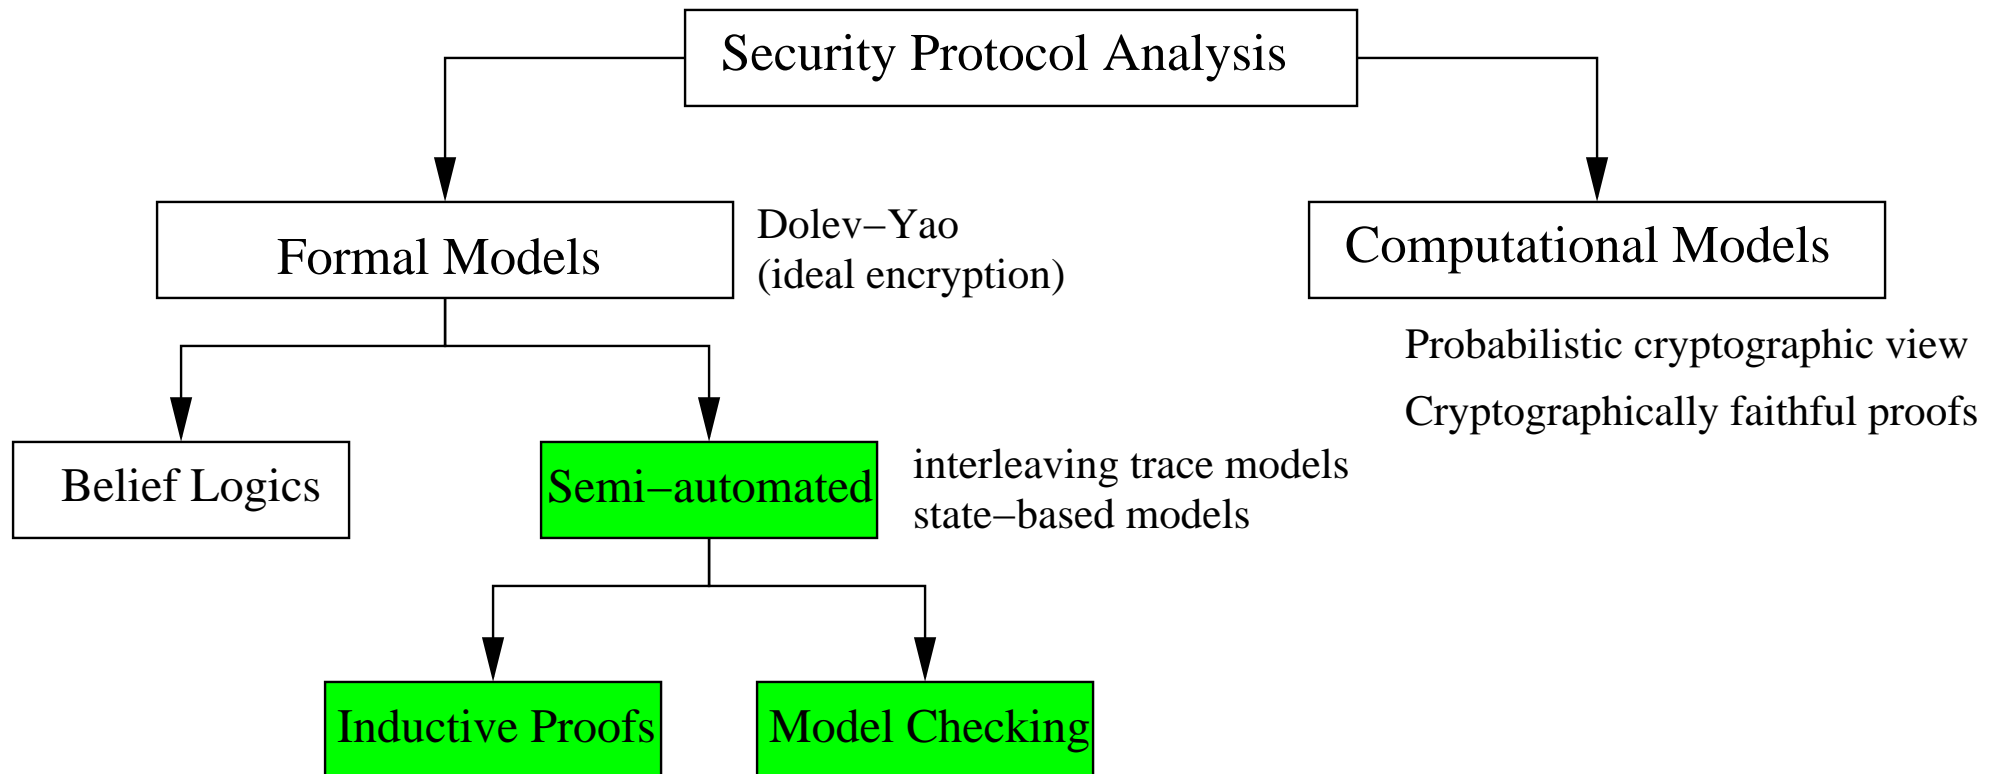 Security Protocol Analysis
Formal Models
Dolev−Yao
(ideal encryption)
Computational Models
Probabilistic cryptographic view
Cryptographically faithful proofs
Belief Logics
Semi−automated
interleaving trace models
state−based models
Inductive Proofs
Model Checking